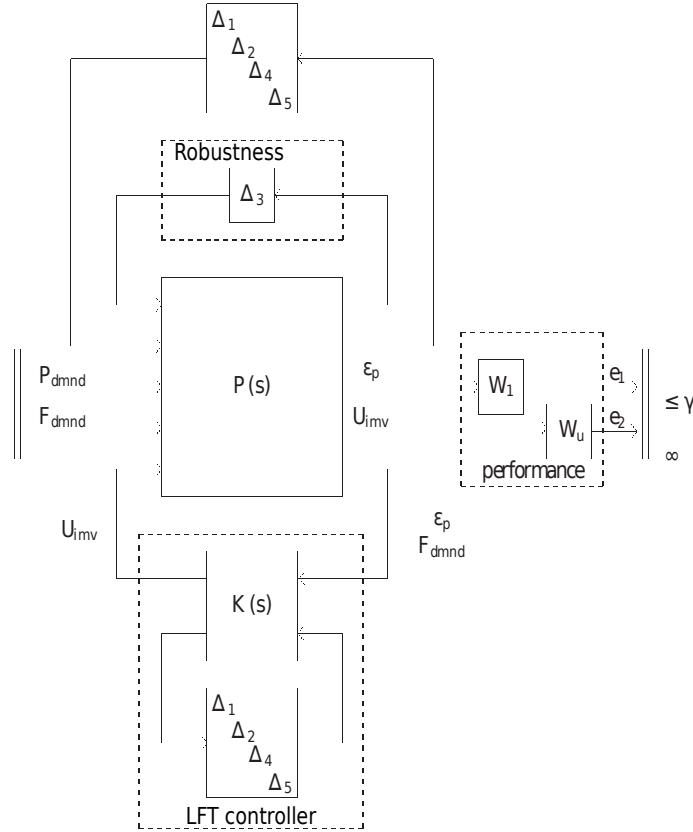 Δ1
Δ2
Δ4
Δ5
Robustness
Δ3
P(s)
Pdmnd
Fdmnd
εp
Uimv
W1
Wu
e1
e2
≤ γ
∞
performance
Uimv
εp
Fdmnd
K(s)
Δ1
Δ2
Δ4
Δ5
LFT controller